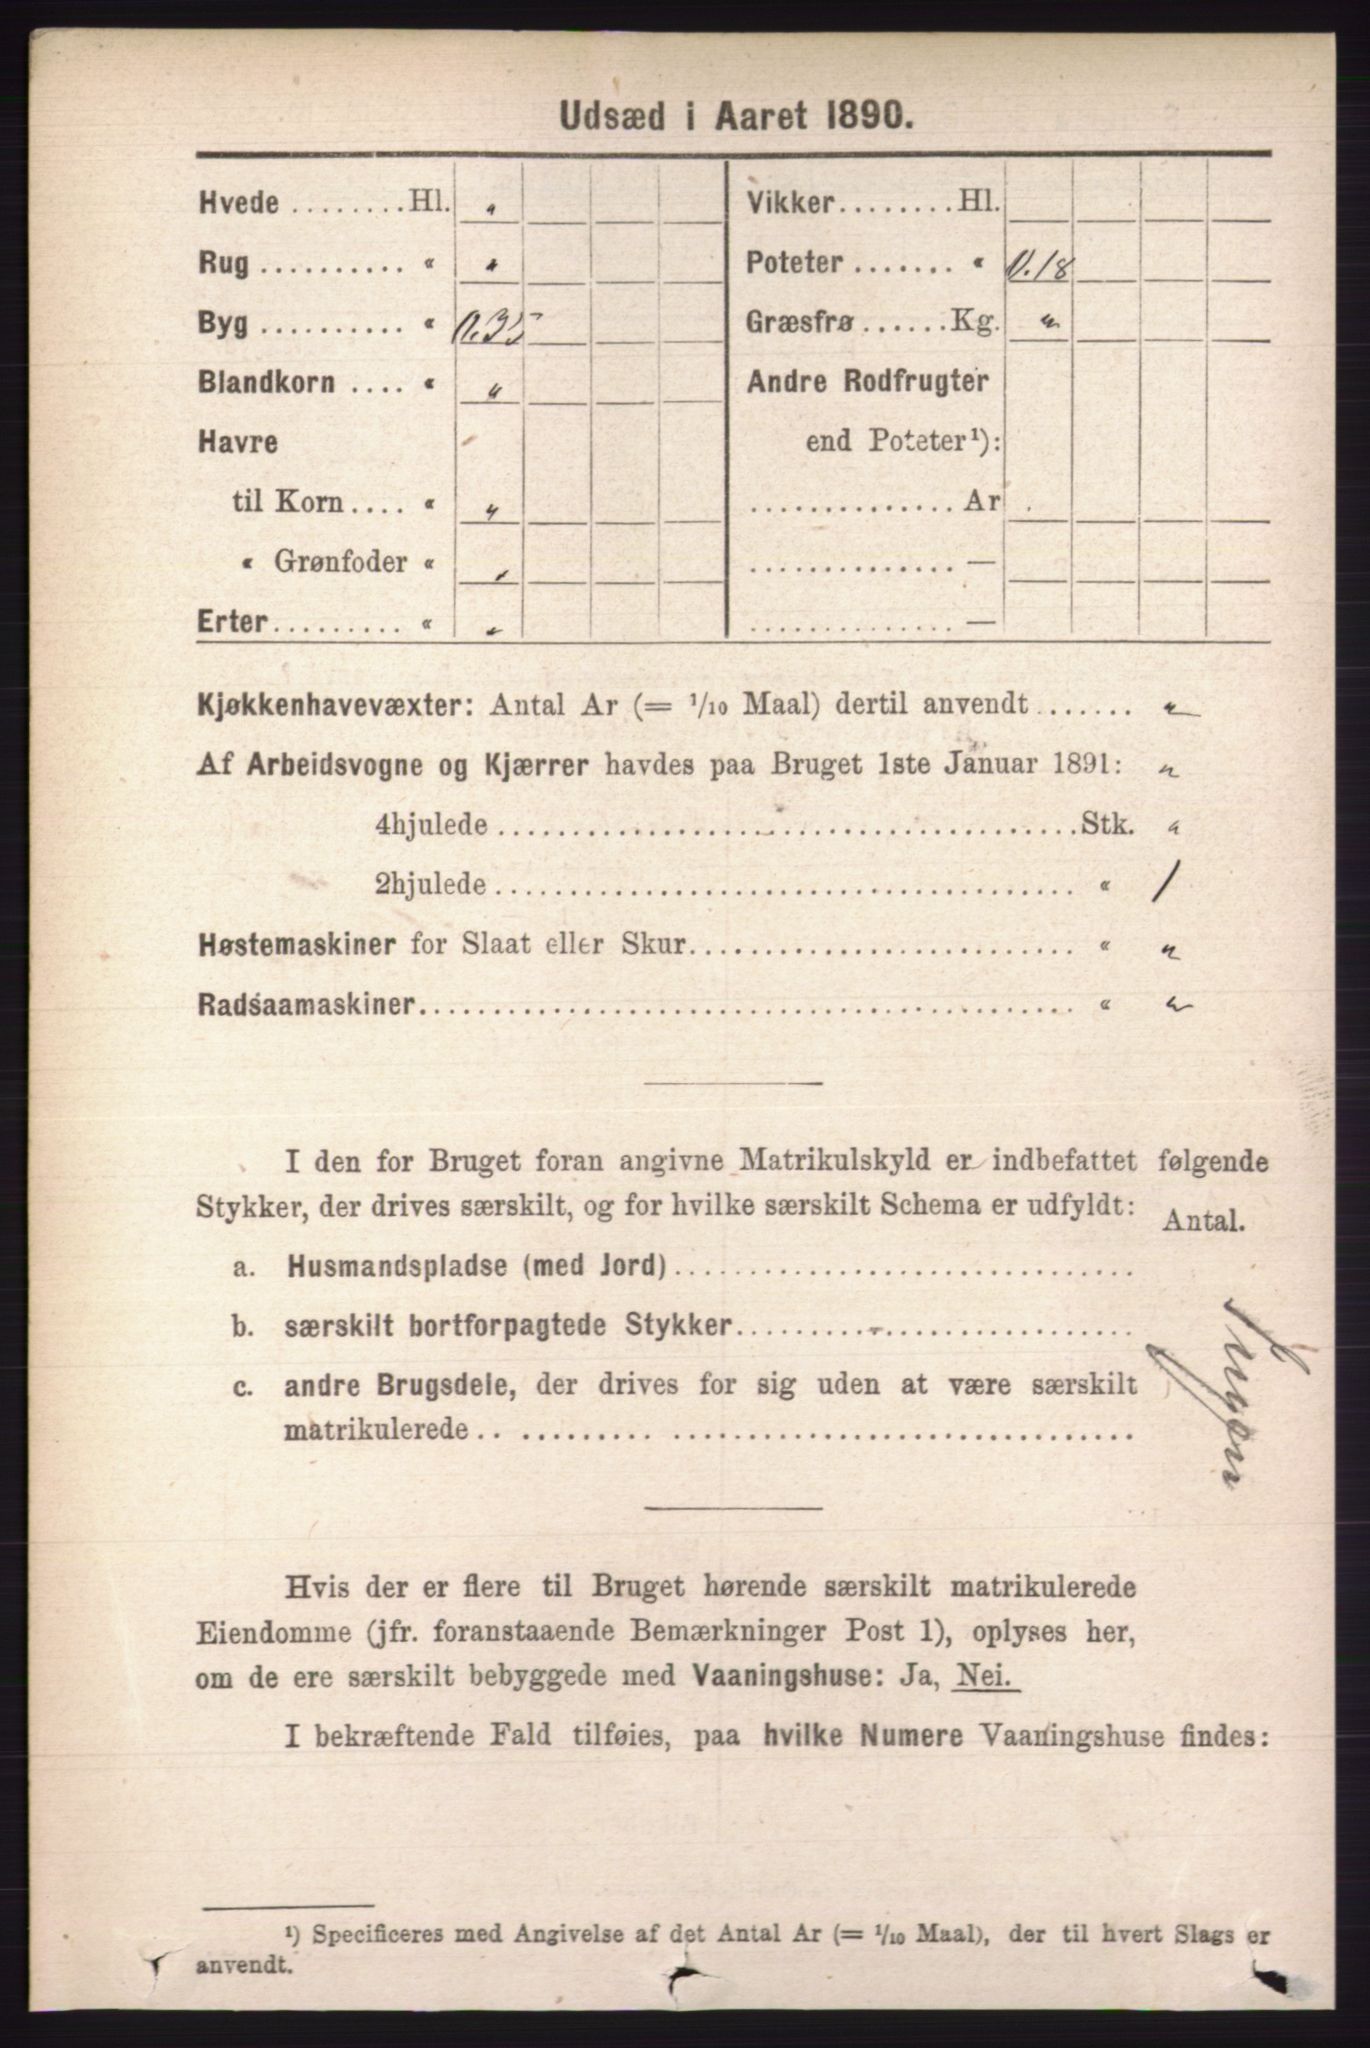 Udsæd i Aaret 1890.
Hvede ........ Hl. "
Rug .......... " "
Byg .......... " 0.35
Blandkorn .... " "
Havre
til Korn .... " "
" Grønfoder " "
Erter ......... " "
Vikker ........ Hl.
Poteter ....... " 0.18
Græsfrø ...... Kg. "
Andre Rodfrugter
end Poteter¹):
.............. Ar
.............. —
.............. —
Kjøkkenhavevæxter: Antal Ar (= 1/10 Maal) dertil anvendt ....... "
Af Arbeidsvogne og Kjærrer havdes paa Bruget 1ste Januar 1891: "
4hjulede ........................................ Stk. "
2hjulede ........................................ " 1
Høstemaskiner for Slaat eller Skur .......................... " "
Radsaamaskiner ............................................. " "
I den for Bruget foran angivne Matrikulskyld er indbefattet følgende
Stykker, der drives særskilt, og for hvilke særskilt Schema er udfyldt: Antal.
a. Husmandspladse (med Jord) ...............................
b. særskilt bortforpagtede Stykker ...........................
c. andre Brugsdele, der drives for sig uden at være særskilt
matrikulerede .. ......... ...............................
Ingen
Hvis der er flere til Bruget hørende særskilt matrikulerede
Eiendomme (jfr. foranstaaende Bemærkninger Post 1), oplyses her,
om de ere særskilt bebyggede med Vaaningshuse: Ja, Nei.
I bekræftende Fald tilføies, paa hvilke Numere Vaaningshuse findes:
¹) Specificeres med Angivelse af det Antal Ar (= 1/10 Maal), der til hvert Slags er
anvendt.